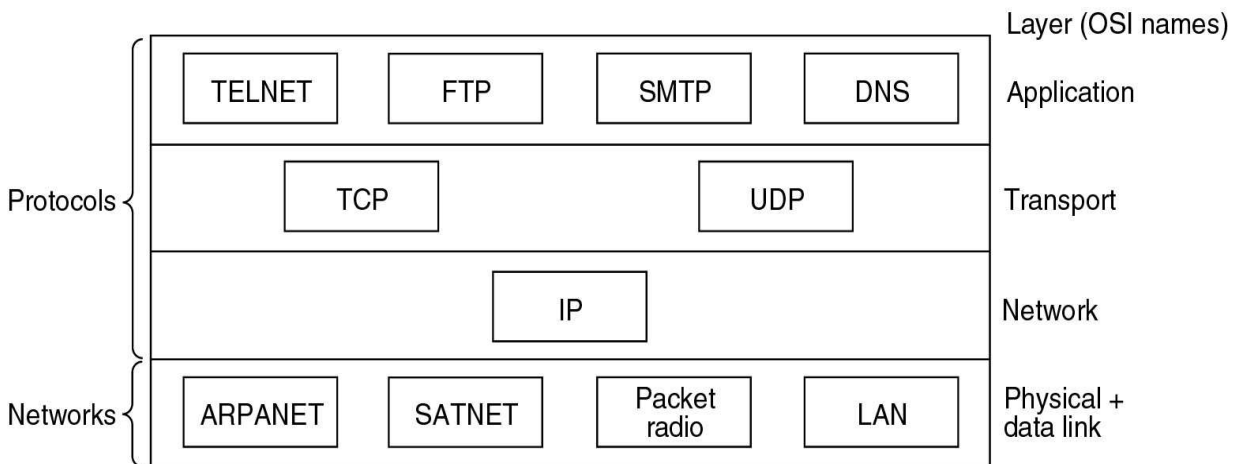 Layer (OSI names)
TELNET FTP SMTP DNS Application
Protocols TCP UDP Transport
IP Network
Networks ARPANET SATNET Packet radio LAN Physical + data link